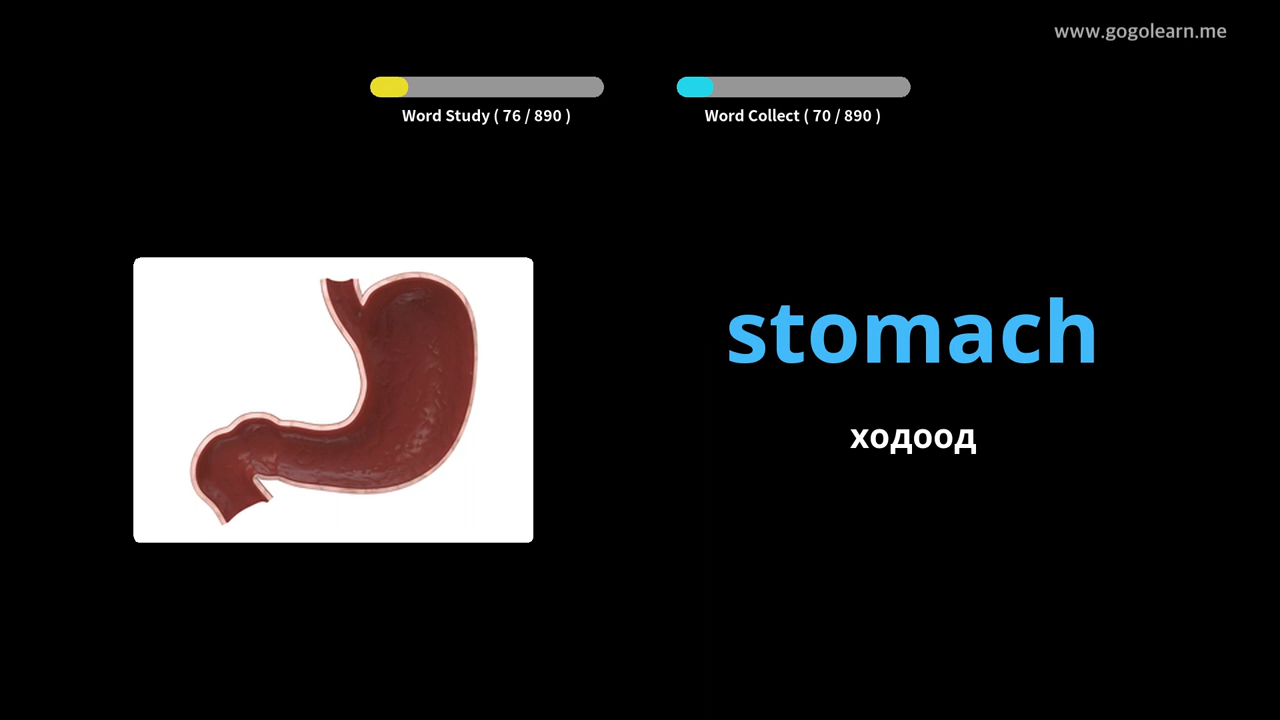 www.gogolearn.me
Word Study ( 76 / 890 )
Word Collect ( 70 / 890 )
stomach
ходоод